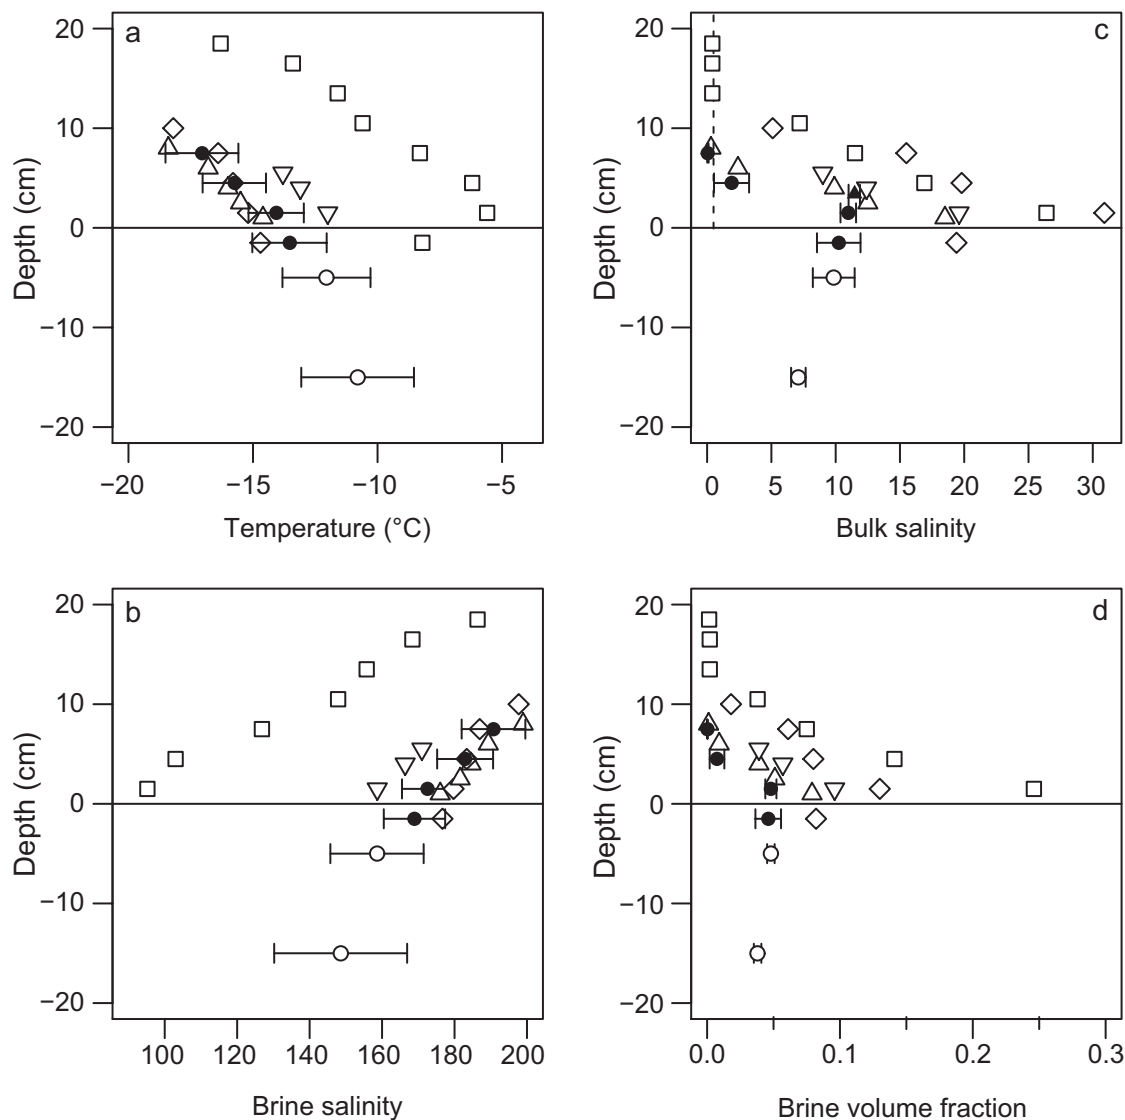 a
20
10
0
−10
−20
Depth (cm)
−20 −15 −10 −5
Temperature (°C)
c
20
10
0
−10
−20
Depth (cm)
0 5 10 15 20 25 30
Bulk salinity
b
20
10
0
−10
−20
Depth (cm)
100 120 140 160 180 200
Brine salinity
d
20
10
0
−10
−20
Depth (cm)
0.0 0.1 0.2 0.3
Brine volume fraction